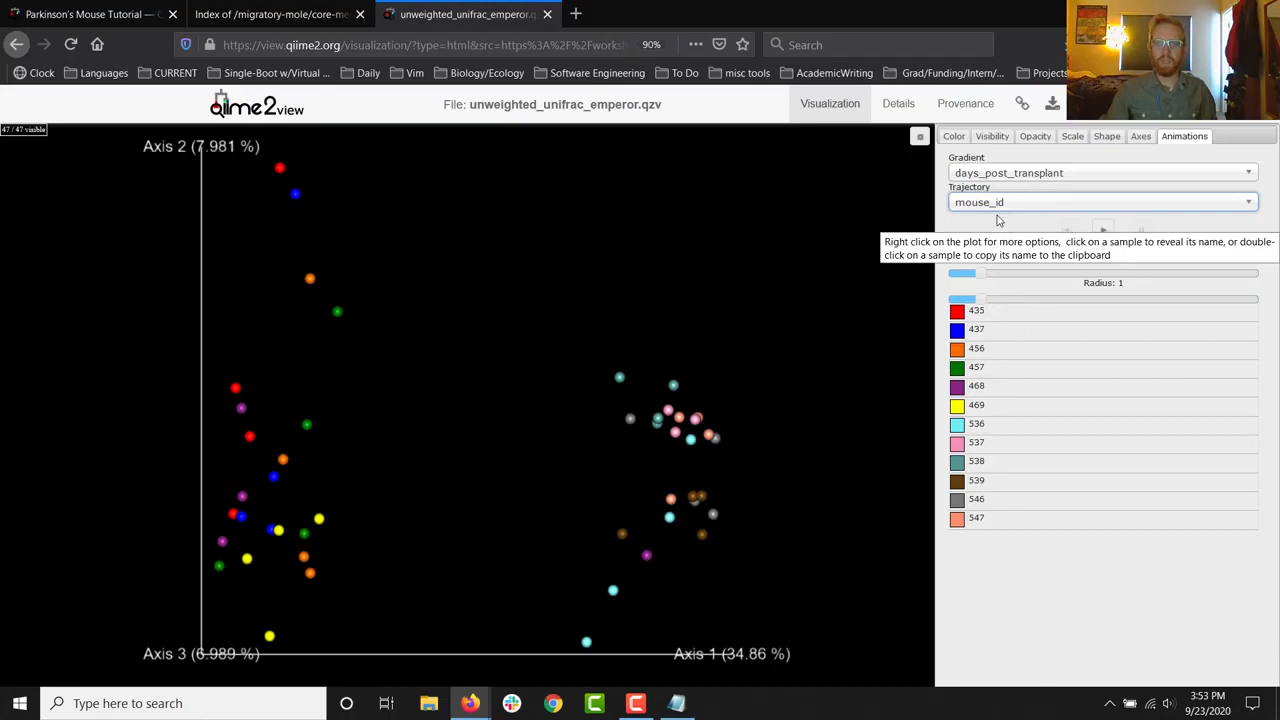 Parkinson's Mouse Tutorial — ×
Index of /migratory-mole/core-me ×
unweighted_unifrac_emperor.q ×
https://view.qiime2.org/visualization/?type=html&src=https%3A%2F%2Fworks
90%
Search
Clock
Languages
CURRENT
Single-Boot w/Virtual ...
Daily
Vim
Biology/Ecology
Software Engineering
To Do
misc tools
AcademicWriting
Grad/Funding/Intern/...
Projects
qiime2view
File: unweighted_unifrac_emperor.qzv
Visualization
Details
Provenance
47 / 47 visible
Axis 2 (7.981 %)
Axis 3 (6.989 %)
Axis 1 (34.86 %)
Color
Visibility
Opacity
Scale
Shape
Axes
Animations
Gradient
days_post_transplant
Trajectory
mouse_id
Right click on the plot for more options, click on a sample to reveal its name, or double-
click on a sample to copy its name to the clipboard
Radius: 1
435
437
456
457
468
469
536
537
538
539
546
547
Type here to search
3:53 PM
9/23/2020